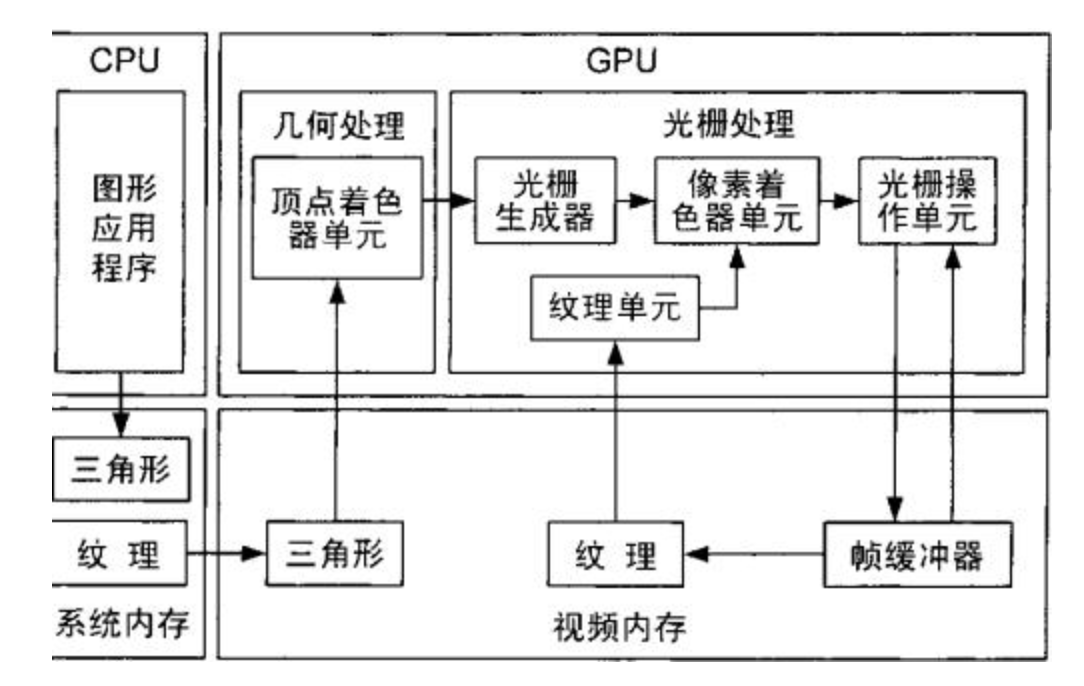 CPU
图形
应用
程序
三角形
纹 理
系统内存
GPU
几何处理
顶点着色
器单元
光栅处理
光栅
生成器
像素着
色器单元
光栅操
作单元
纹理单元
三角形
纹 理
帧缓冲器
视频内存